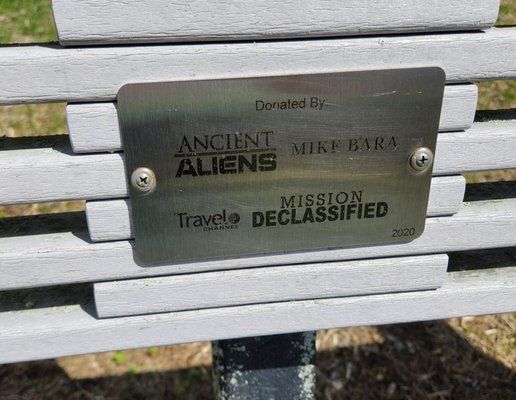 Donated By:
ANCIENT
ALIENS
MIKE BARA
Travel
CHANNEL
MISSION
DECLASSIFIED
2020